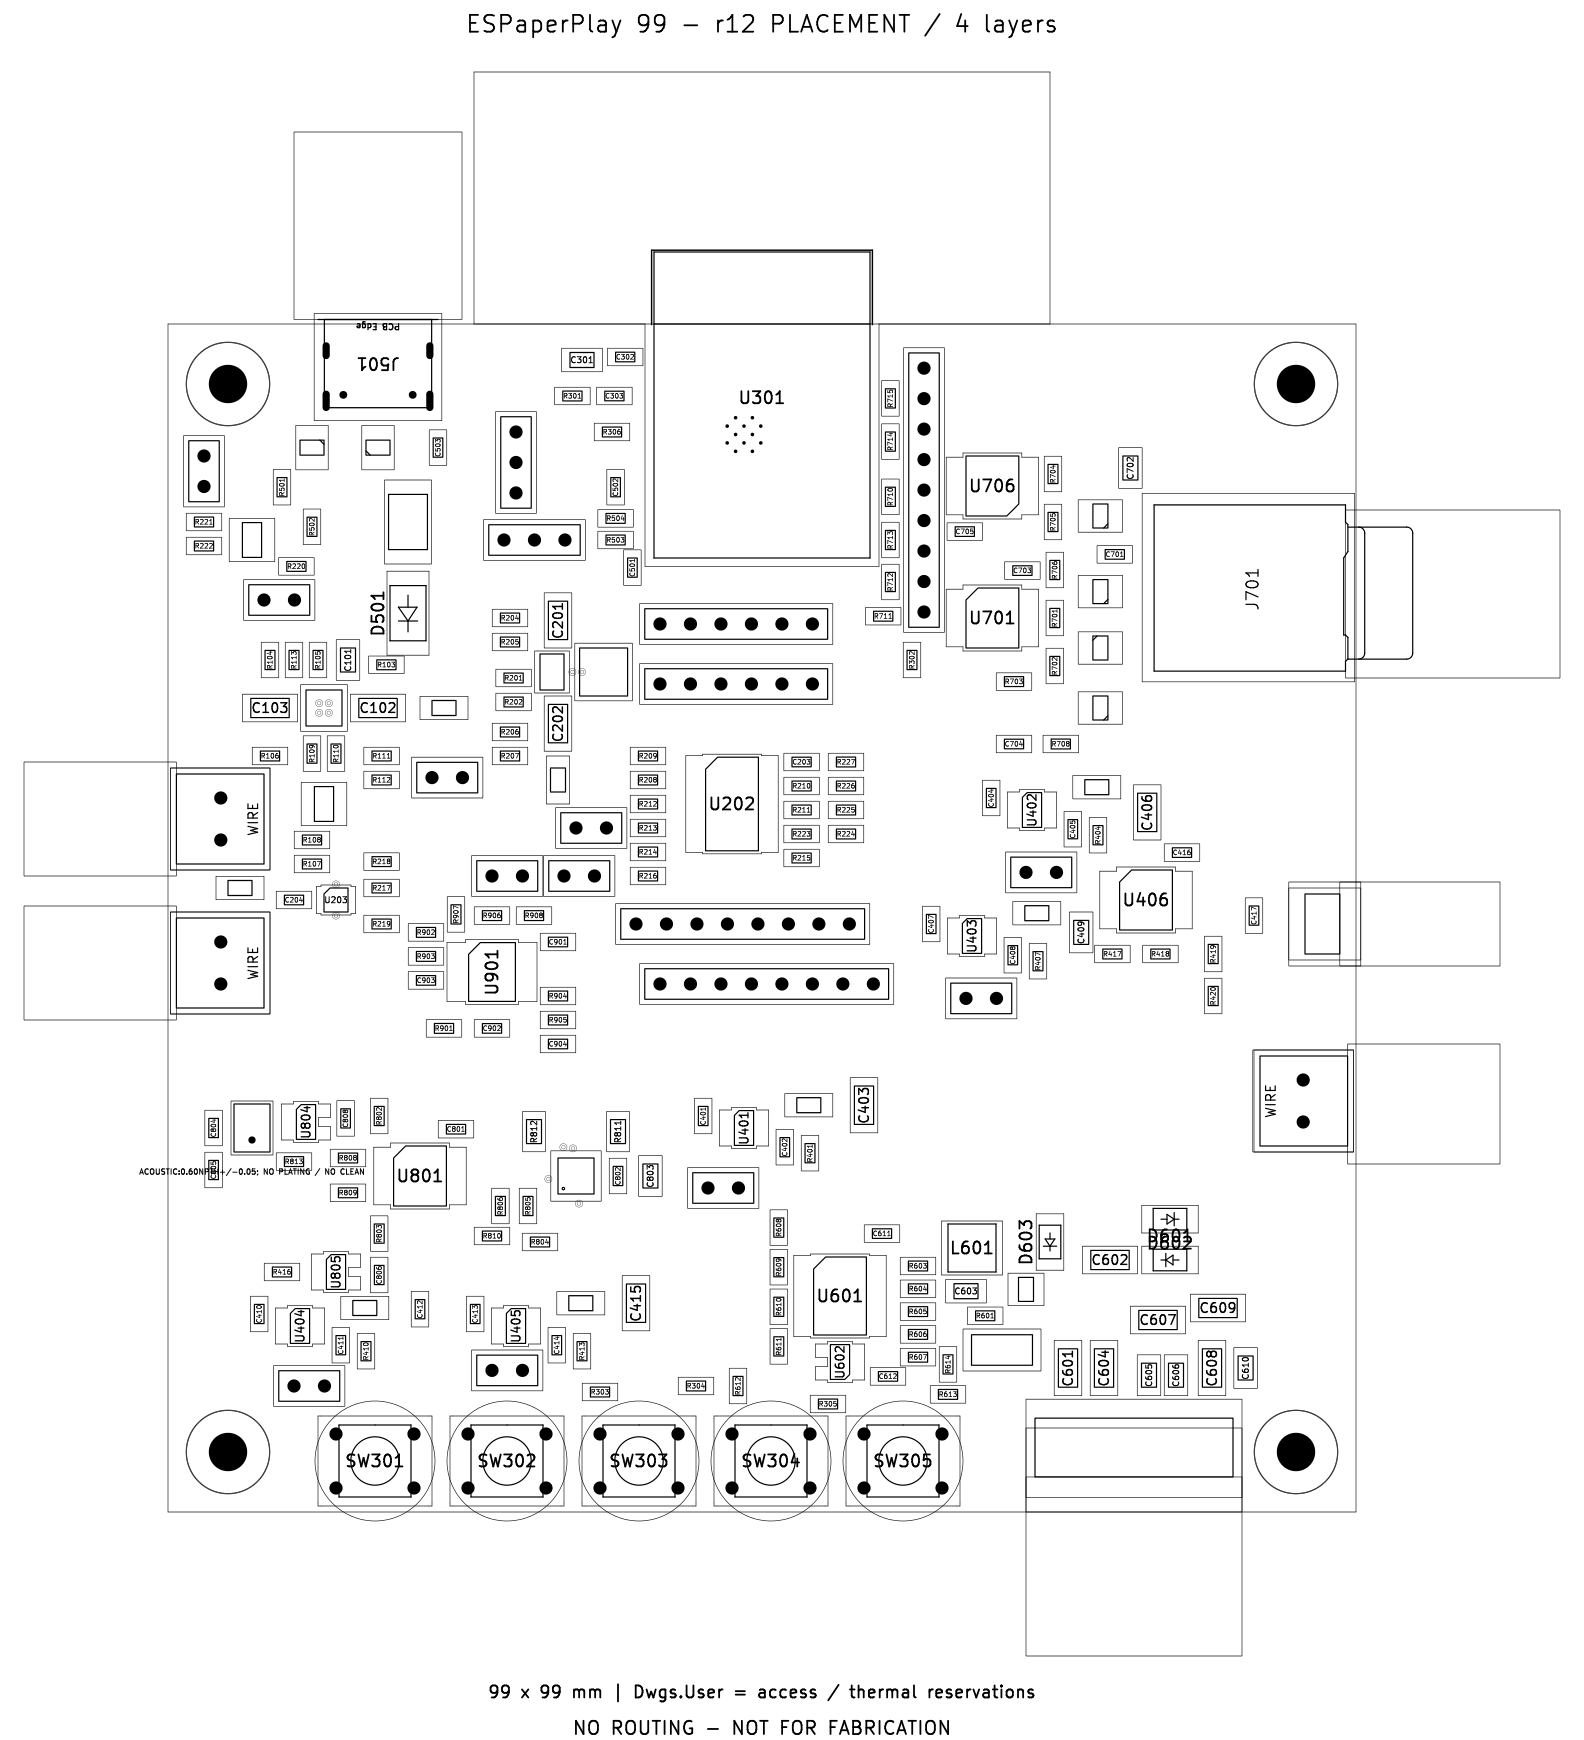 ESPaperPlay 99 – r12 PLACEMENT / 4 layers
PCB Edge
J501
C301
C302
U301
R301
C303
R715
R306
R714
C503
C702
R704
U706
R501
C502
R710
R221
R502
R504
R705
C705
R222
R503
R713
C701
R220
C501
C703
R706
R712
J701
D501
C201
R204
R711
U701
R701
R205
R104
R113
R105
C101
R103
R302
R702
R201
R703
R202
C103
C102
C202
R206
C704
R708
R106
R109
R110
R111
R207
R209
C203
R227
R112
R208
R210
R226
C404
U402
C406
WIRE
R212
U202
R211
R225
C405
R404
R108
R213
R223
R224
C416
R107
R218
R214
R215
R217
R216
C204
U203
U406
R907
R906
R908
C407
C417
R219
R902
U403
C409
C901
WIRE
R903
U901
C408
R407
R417
R418
R419
C903
R904
R420
R905
R901
C902
C904
WIRE
C403
C804
U804
C808
R802
C801
R812
R811
C401
U401
C402
R401
R813
R808
C805
ACOUSTIC:0.60NPTH+/-0.05; NO PLATING / NO CLEAN
U801
C802
C803
R809
R806
R805
R608
R803
R810
R804
C611
L601
D603
D601
D602
C602
R416
U805
C806
R609
R603
R604
C603
U601
C410
C412
C413
C415
R610
R605
R601
C607
C609
U404
U405
C411
R410
C414
R413
R611
R606
R607
U602
R614
C601
C604
C605
C606
C608
C610
C612
R303
R304
R612
R613
R305
SW301
SW302
SW303
SW304
SW305
99 x 99 mm | Dwgs.User = access / thermal reservations
NO ROUTING – NOT FOR FABRICATION